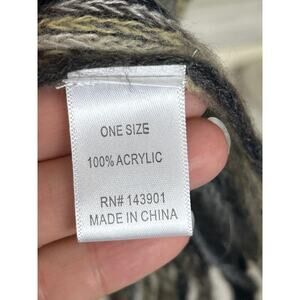 ONE SIZE
100% ACRYLIC
RN# 143901
MADE IN CHINA